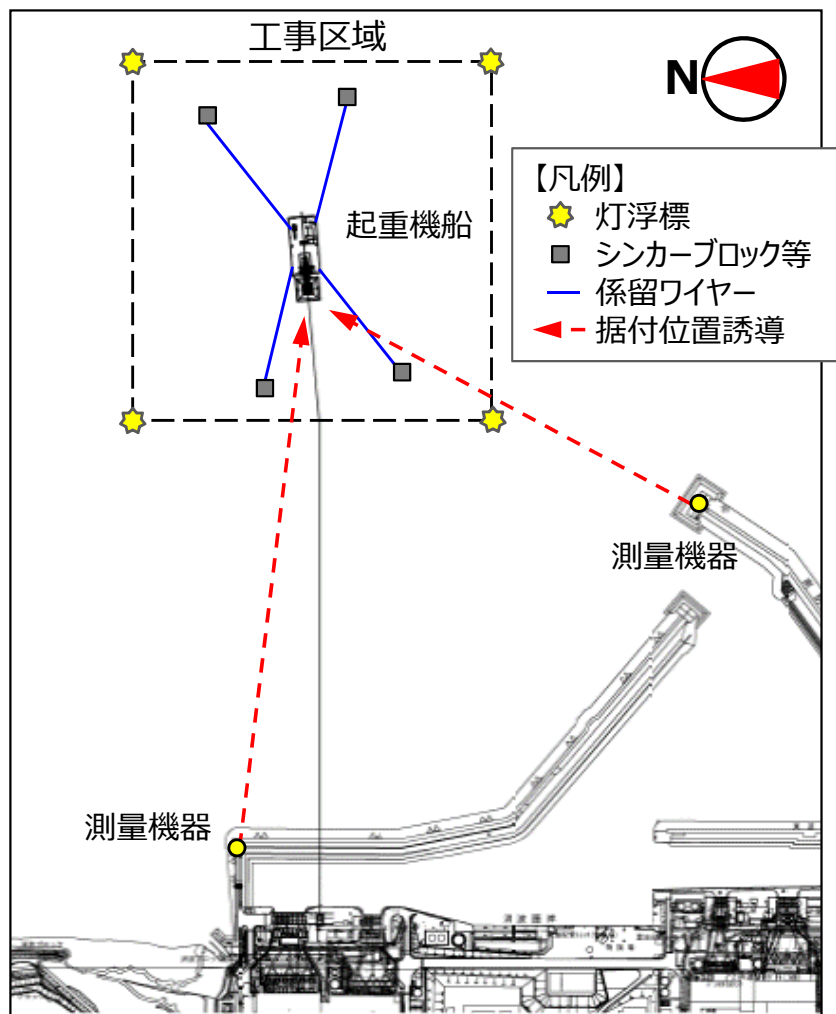 工事区域
N
【凡例】
灯浮標
シンカーブロック等
係留ワイヤー
据付位置誘導
起重機船
測量機器
測量機器